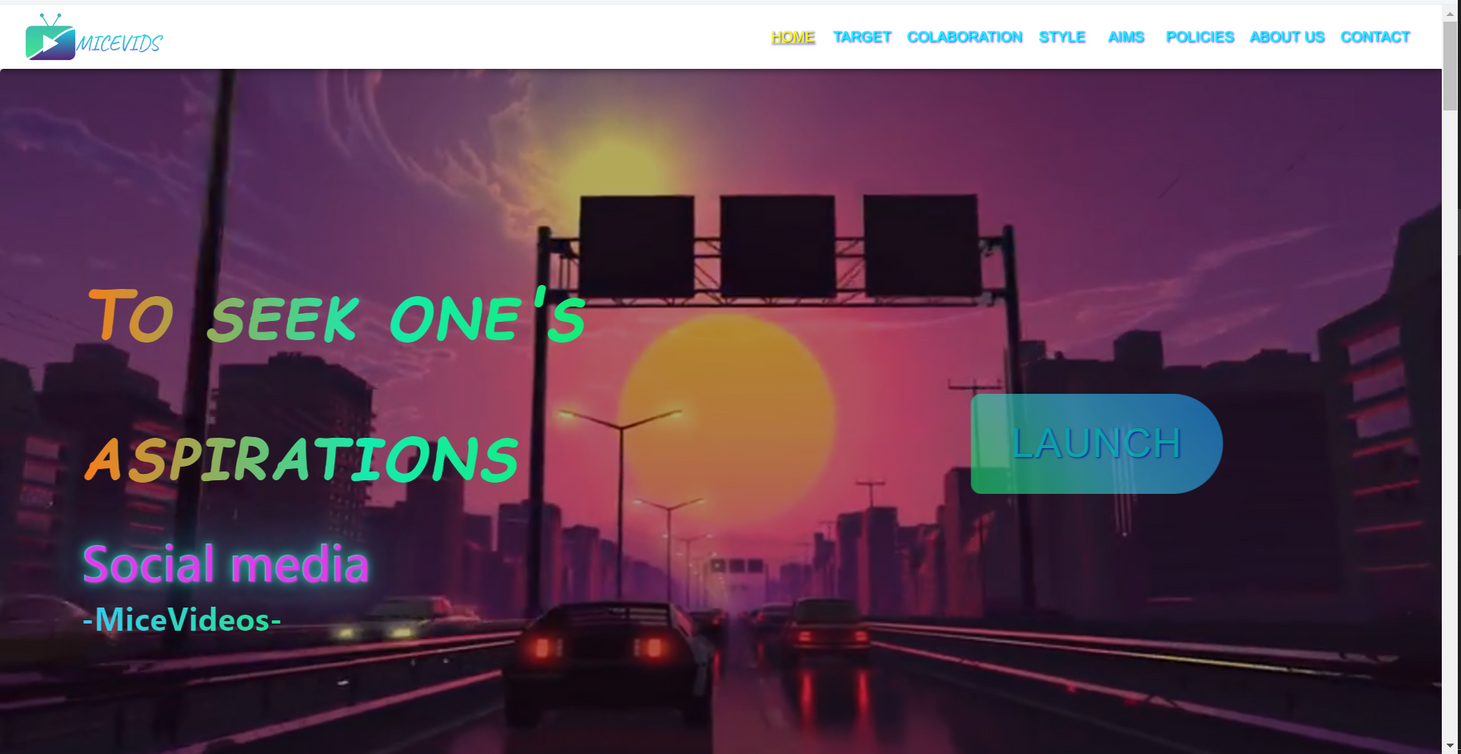 MICEVIDS
HOME TARGET COLABORATION STYLE AIMS POLICIES ABOUT US CONTACT
To seek one's
aspirations
LAUNCH
Social media
-MiceVideos-